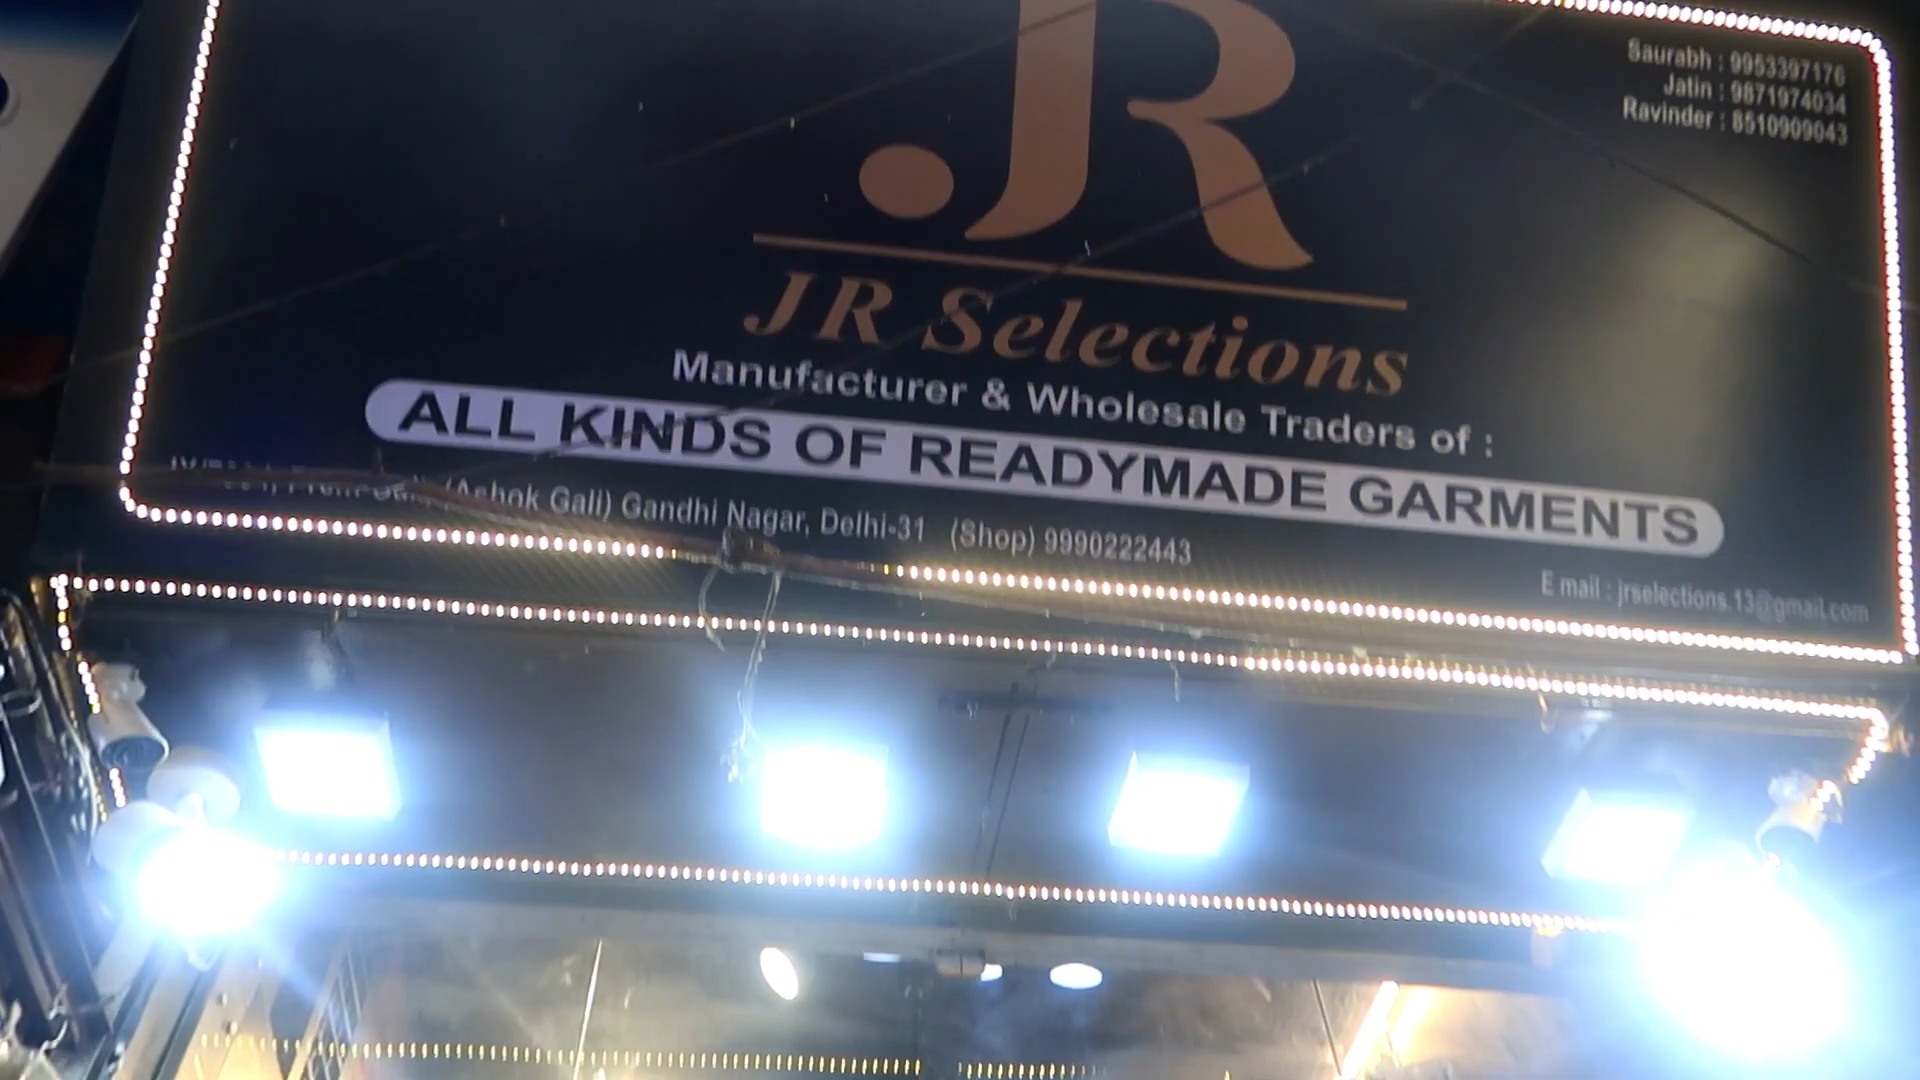 JR
Saurabh : 9953397176
Jatin : 9871974034
Ravinder : 8510909043
JR Selections
Manufacturer & Wholesale Traders of :
ALL KINDS OF READYMADE GARMENTS
(Ashok Gali) Gandhi Nagar, Delhi-31 (Shop) 9990222443
E mail : jrselections.13@gmail.com